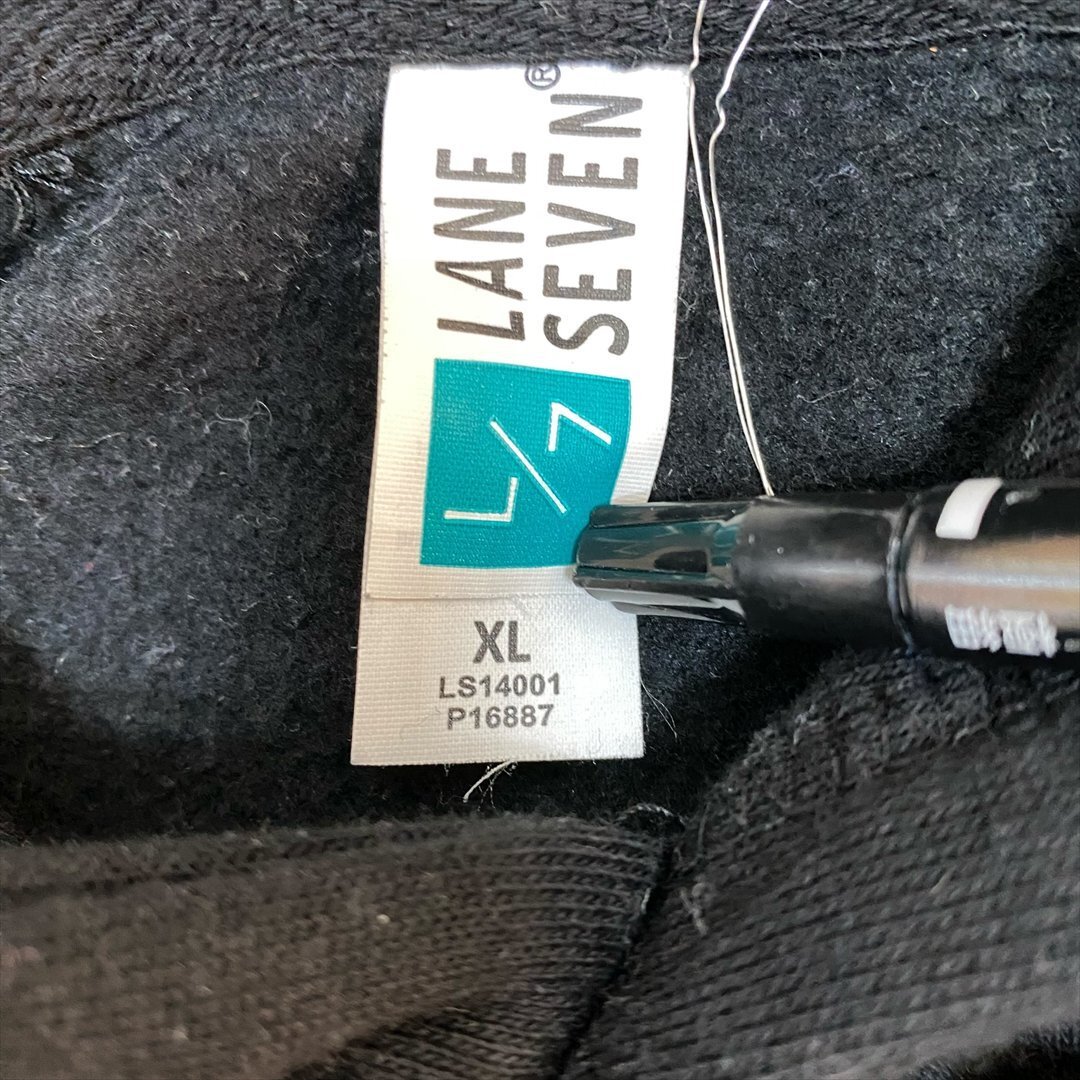 LANE
SEVEN®
L/7
XL
LS14001
P16887